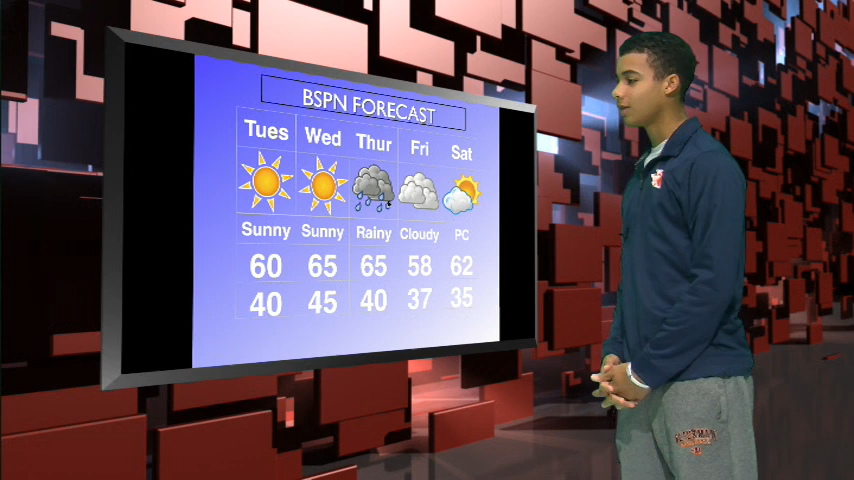 BSPN FORECAST
Tues Wed Thur Fri Sat
Sunny Sunny Rainy Cloudy PC
60 65 65 58 62
40 45 40 37 35